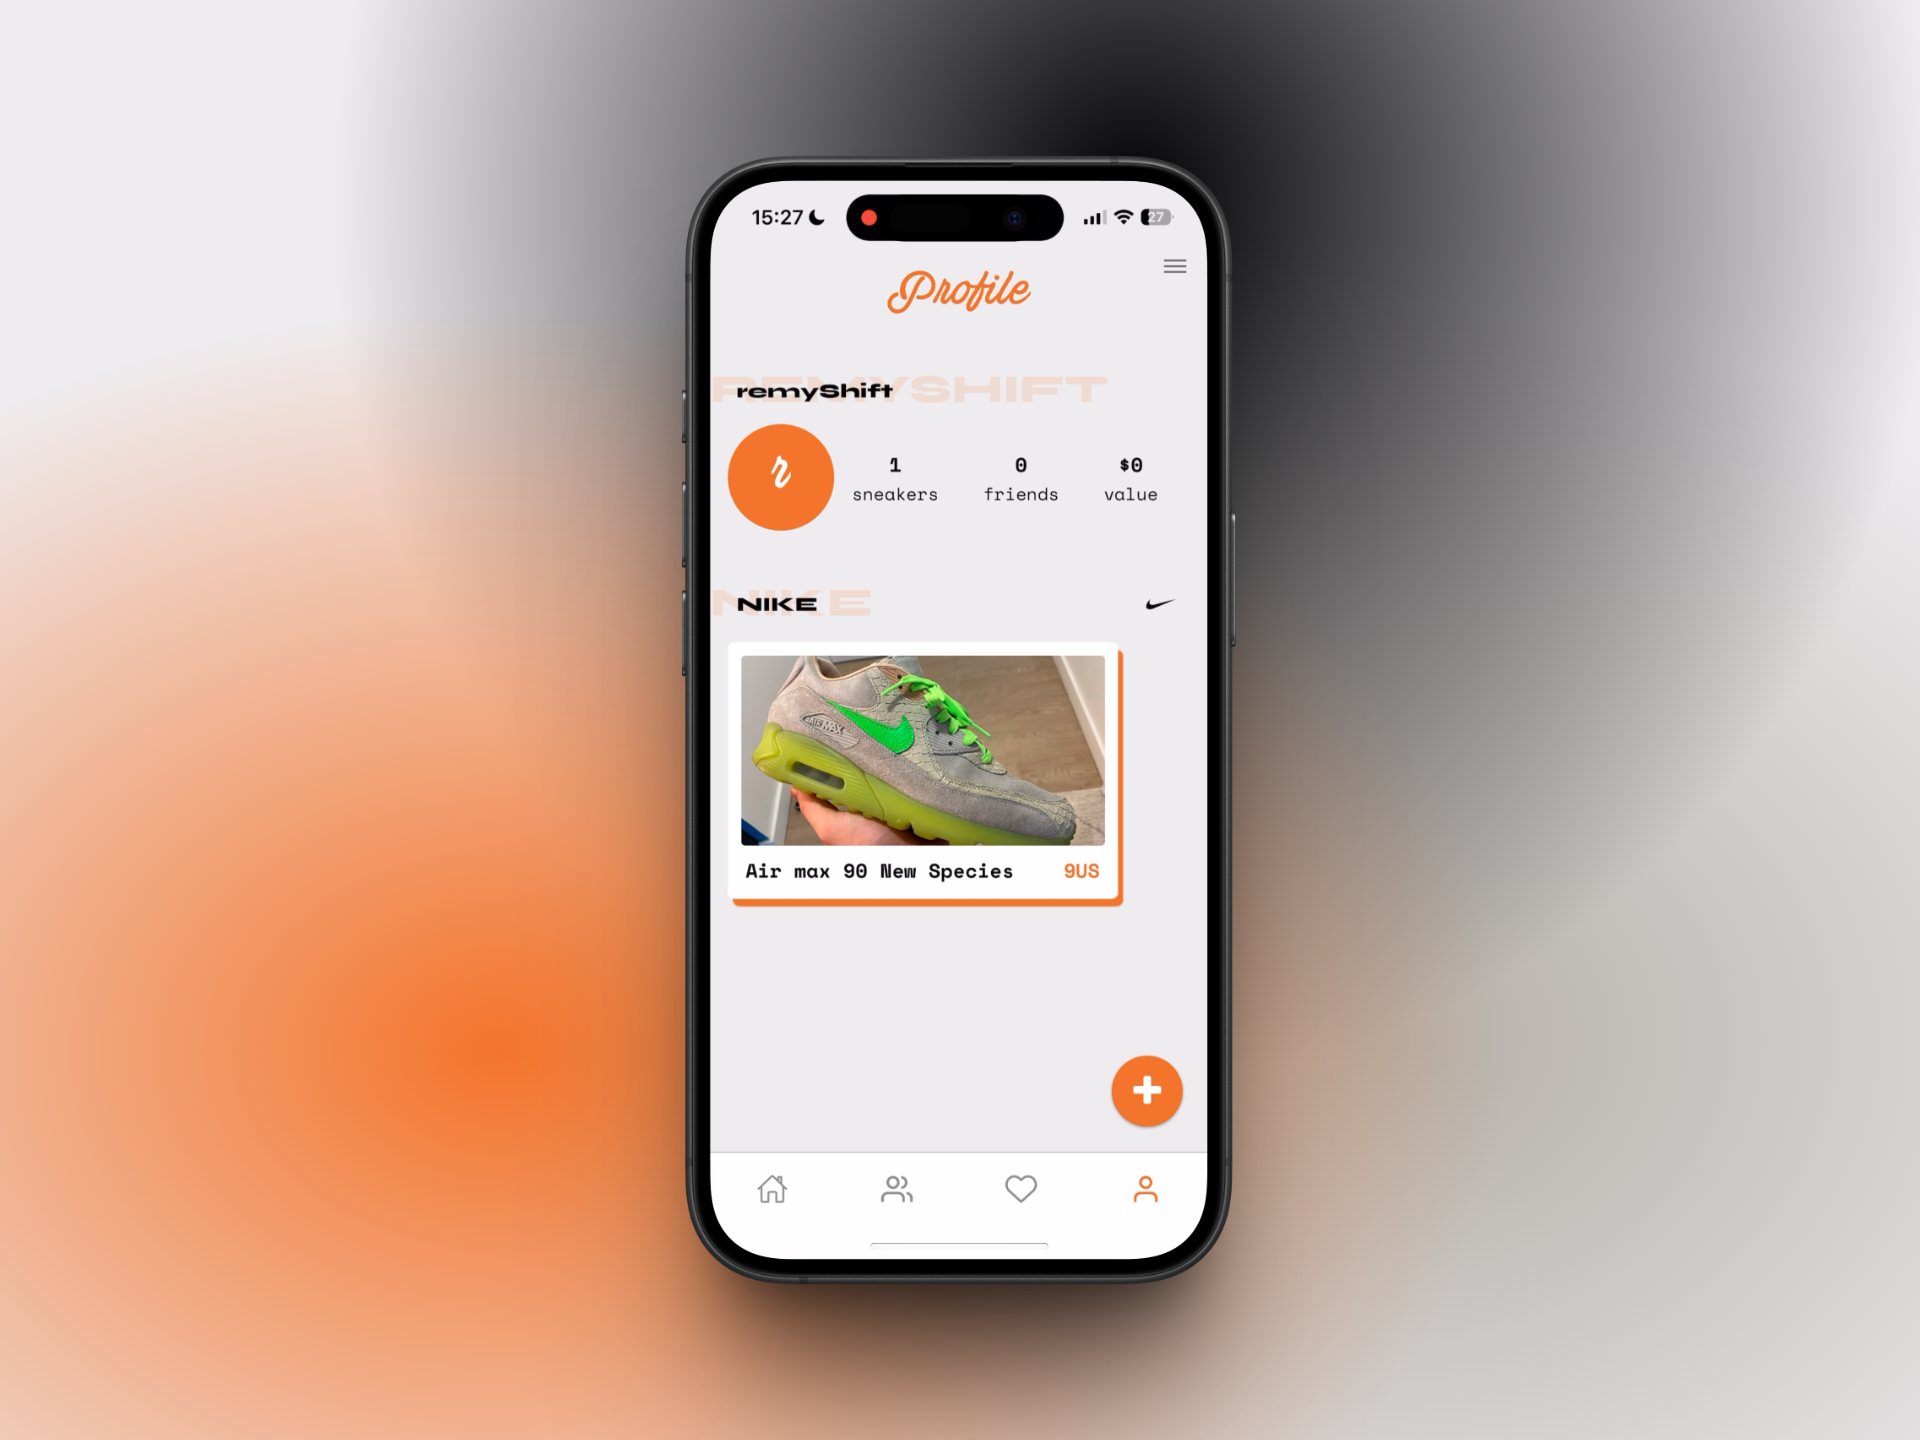 15:27
27
Profile
REMYSHIFT
remyShift
r
1
0
$0
sneakers
friends
value
NIKE
NIKE
AIR MAX
Air max 90 New Species
9US